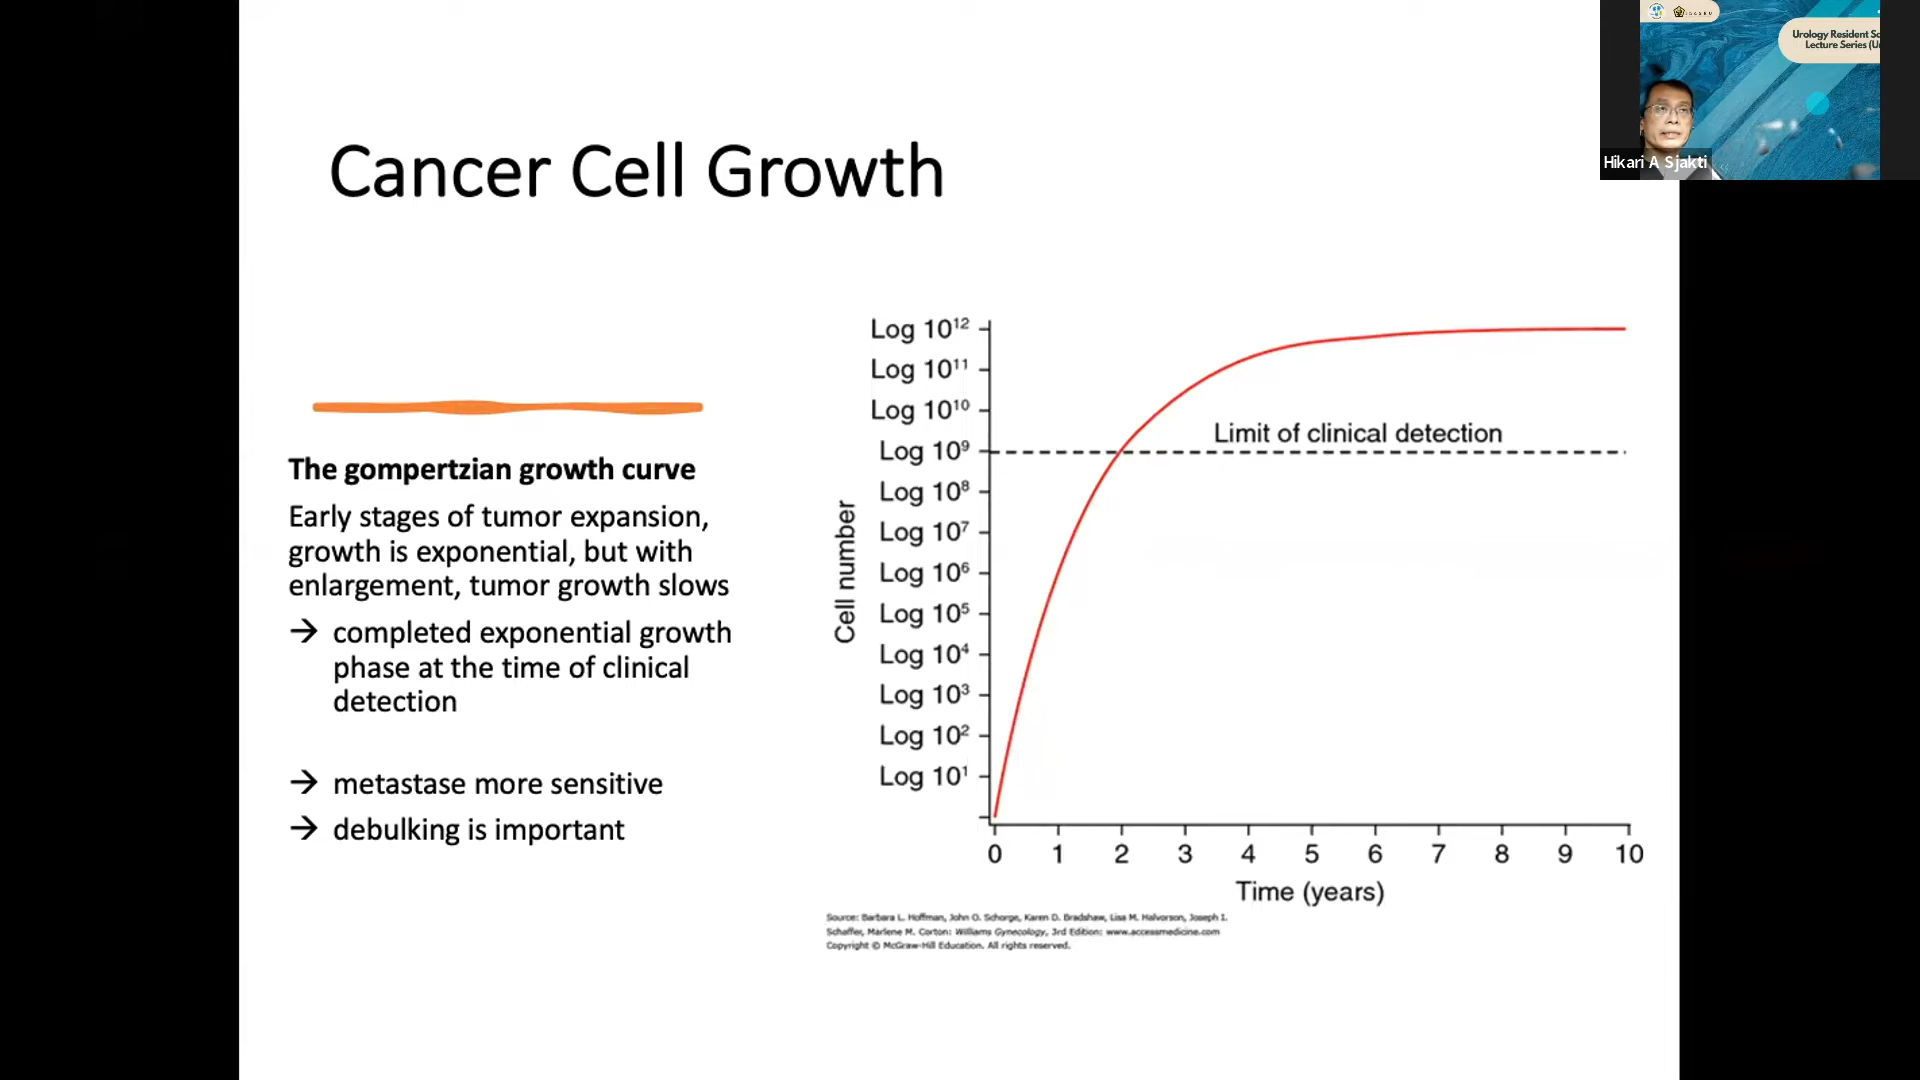 Cancer Cell Growth
The gompertzian growth curve
Early stages of tumor expansion,
growth is exponential, but with
enlargement, tumor growth slows
→ completed exponential growth
phase at the time of clinical
detection
→ metastase more sensitive
→ debulking is important
Cell number
Log 10¹²
Log 10¹¹
Log 10¹⁰
Log 10⁹
Log 10⁸
Log 10⁷
Log 10⁶
Log 10⁵
Log 10⁴
Log 10³
Log 10²
Log 10¹
Limit of clinical detection
0 1 2 3 4 5 6 7 8 9 10
Time (years)
Source: Barbara L. Hoffman, John O. Schorge, Karen D. Bradshaw, Lisa M. Halvorson, Joseph I.
Schaffer, Marlene M. Corton: Williams Gynecology, 3rd Edition: www.accessmedicine.com
Copyright © McGraw-Hill Education. All rights reserved.
Urology Resident
Lecture Series
Hikari A Sjakti